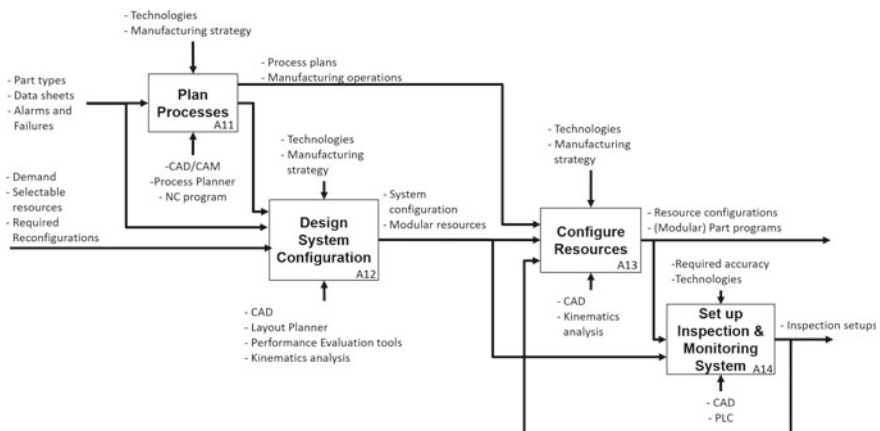 - Technologies
- Manufacturing strategy
- Part types
- Data sheets
- Alarms and
Failures
Plan
Processes
A11
- Process plans
- Manufacturing operations
-CAD/CAM
-Process Planner
- NC program
- Demand
- Selectable
resources
- Required
Reconfigurations
- Technologies
- Manufacturing
strategy
Design
System
Configuration
A12
- System
configuration
- Modular resources
- CAD
- Layout Planner
- Performance Evaluation tools
- Kinematics analysis
- Technologies
- Manufacturing
strategy
Configure
Resources
A13
- Resource configurations
- (Modular) Part programs
- CAD
- Kinematics
analysis
-Required accuracy
-Technologies
Set up
Inspection &
Monitoring
System
A14
- Inspection setups
- CAD
- PLC